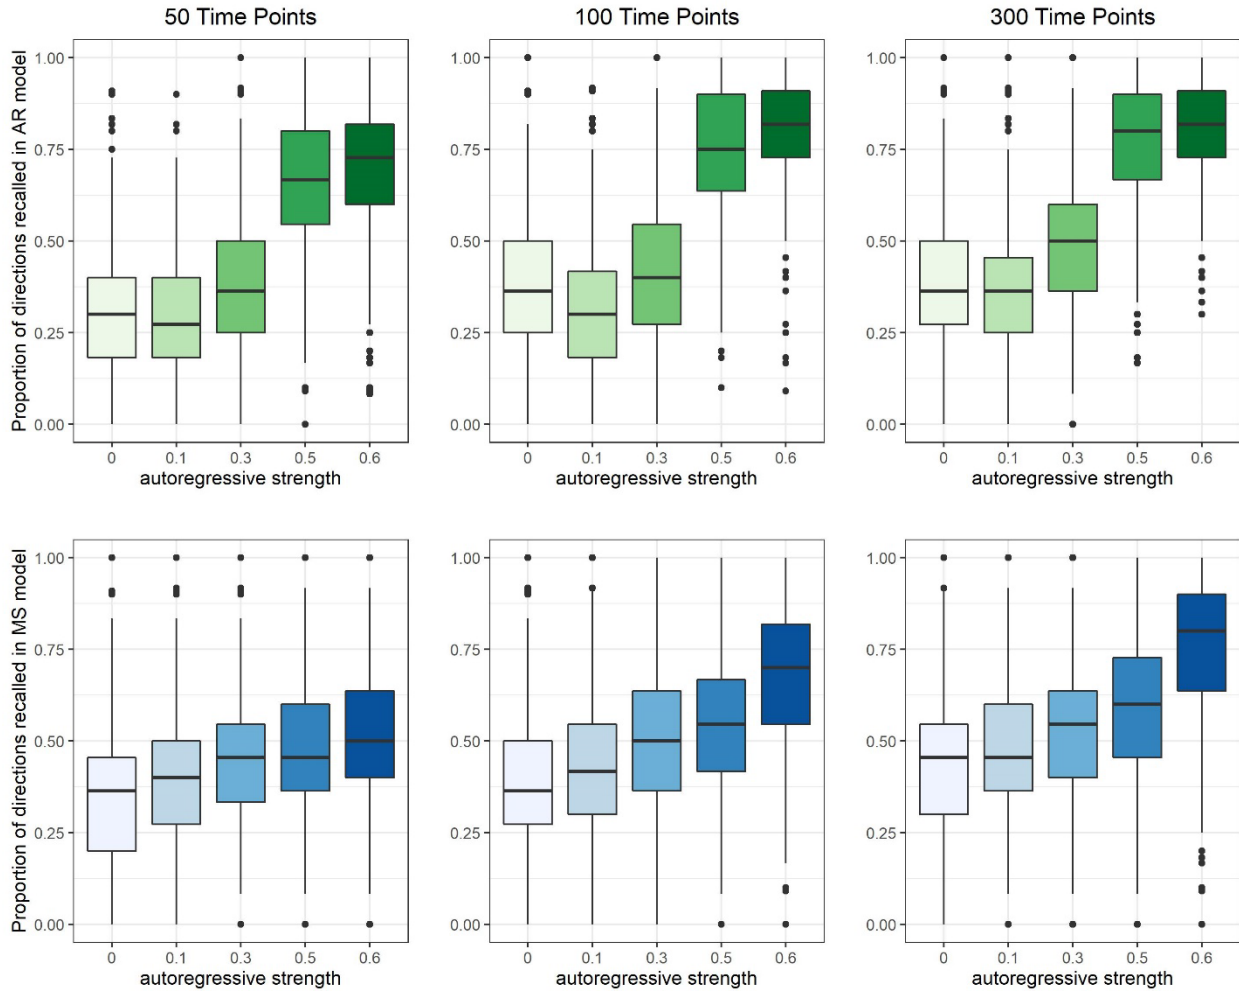 50 Time Points
100 Time Points
300 Time Points
Proportion of directions recalled in AR model
1.00
0.75
0.50
0.25
0.00
0 0.1 0.3 0.5 0.6
autoregressive strength
1.00
0.75
0.50
0.25
0.00
0 0.1 0.3 0.5 0.6
autoregressive strength
1.00
0.75
0.50
0.25
0.00
0 0.1 0.3 0.5 0.6
autoregressive strength
Proportion of directions recalled in MS model
1.00
0.75
0.50
0.25
0.00
0 0.1 0.3 0.5 0.6
autoregressive strength
1.00
0.75
0.50
0.25
0.00
0 0.1 0.3 0.5 0.6
autoregressive strength
1.00
0.75
0.50
0.25
0.00
0 0.1 0.3 0.5 0.6
autoregressive strength